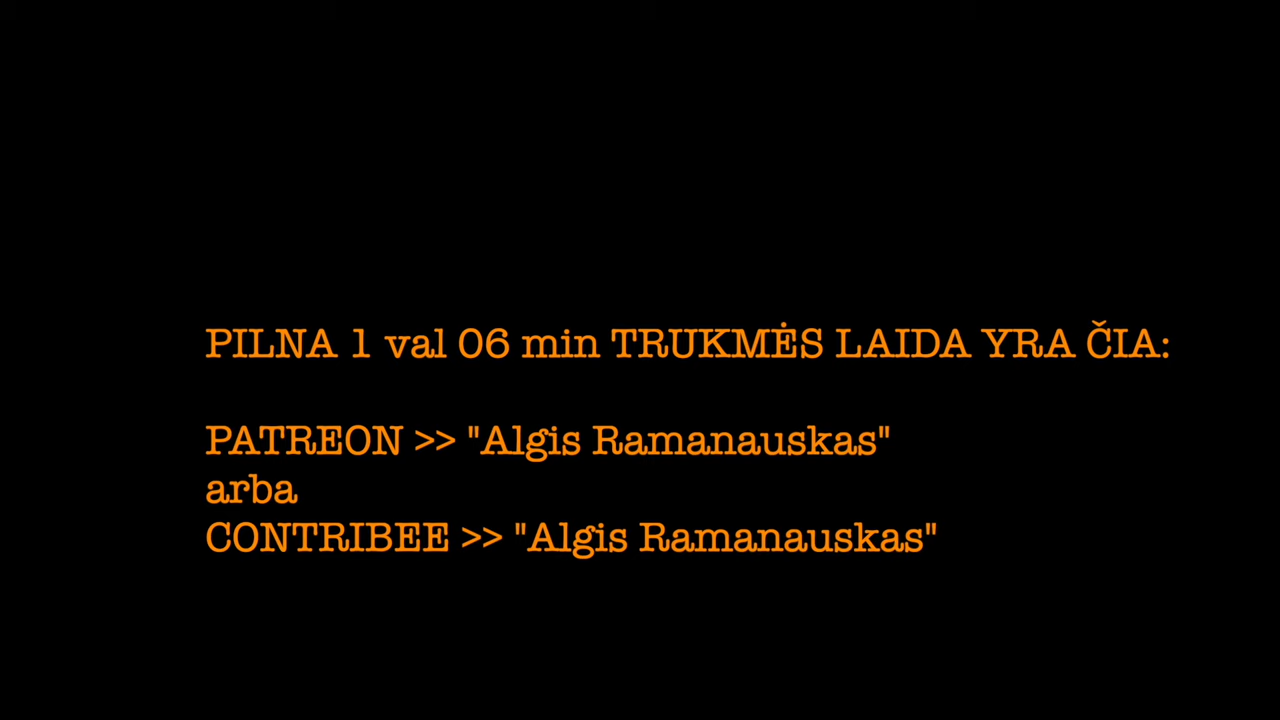 PILNA 1 val 06 min TRUKMĖS LAIDA YRA ČIA:
PATREON >> "Algis Ramanauskas"
arba
CONTRIBEE >> "Algis Ramanauskas"